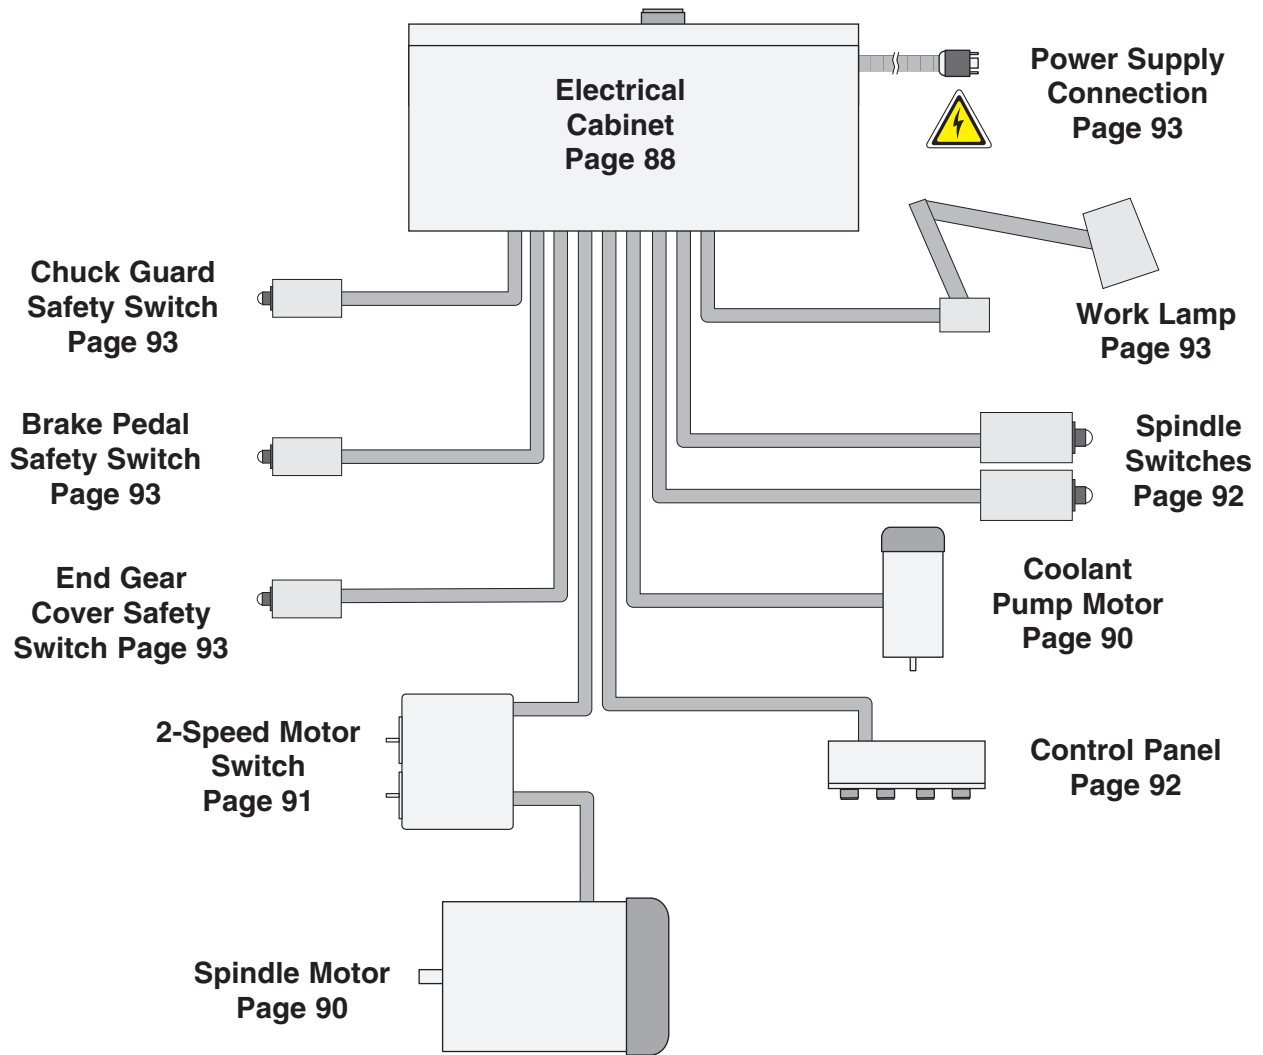 Electrical
Cabinet
Page 88
Power Supply
Connection
Page 93
Chuck Guard
Safety Switch
Page 93
Work Lamp
Page 93
Brake Pedal
Safety Switch
Page 93
Spindle
Switches
Page 92
End Gear
Cover Safety
Switch Page 93
Coolant
Pump Motor
Page 90
2-Speed Motor
Switch
Page 91
Control Panel
Page 92
Spindle Motor
Page 90